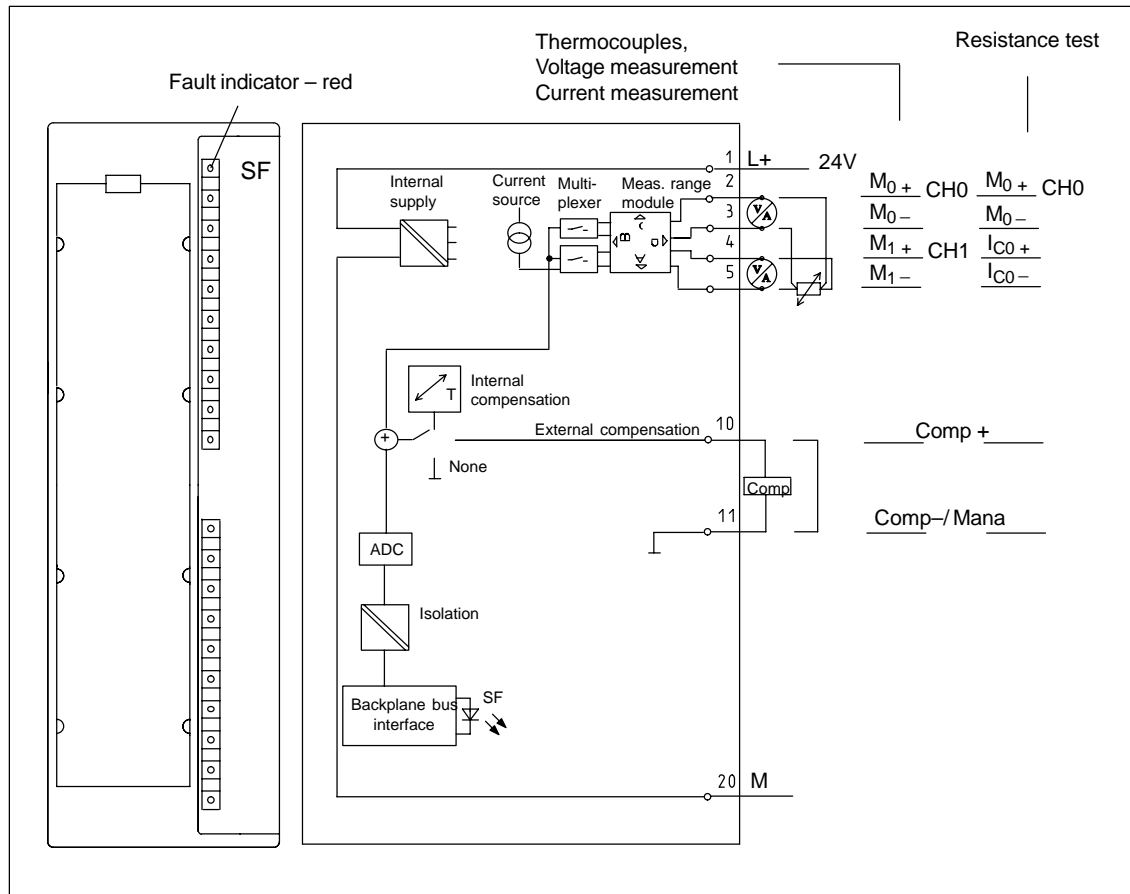 Thermocouples,
Voltage measurement
Current measurement
Resistance test
Fault indicator – red
SF
1 L+ 24V
2
3
4
5
Internal
supply
Current
source
Multi-
plexer
Meas. range
module
A
B
C
D
V
A
V
A
M0 + CH0 M0 + CH0
M0 – M0 –
M1 + CH1 IC0 +
M1 – IC0 –
T
Internal
compensation
+
External compensation
10
Comp +
None
Comp
11
Comp–/ Mana
ADC
Isolation
Backplane bus
interface
SF
20 M